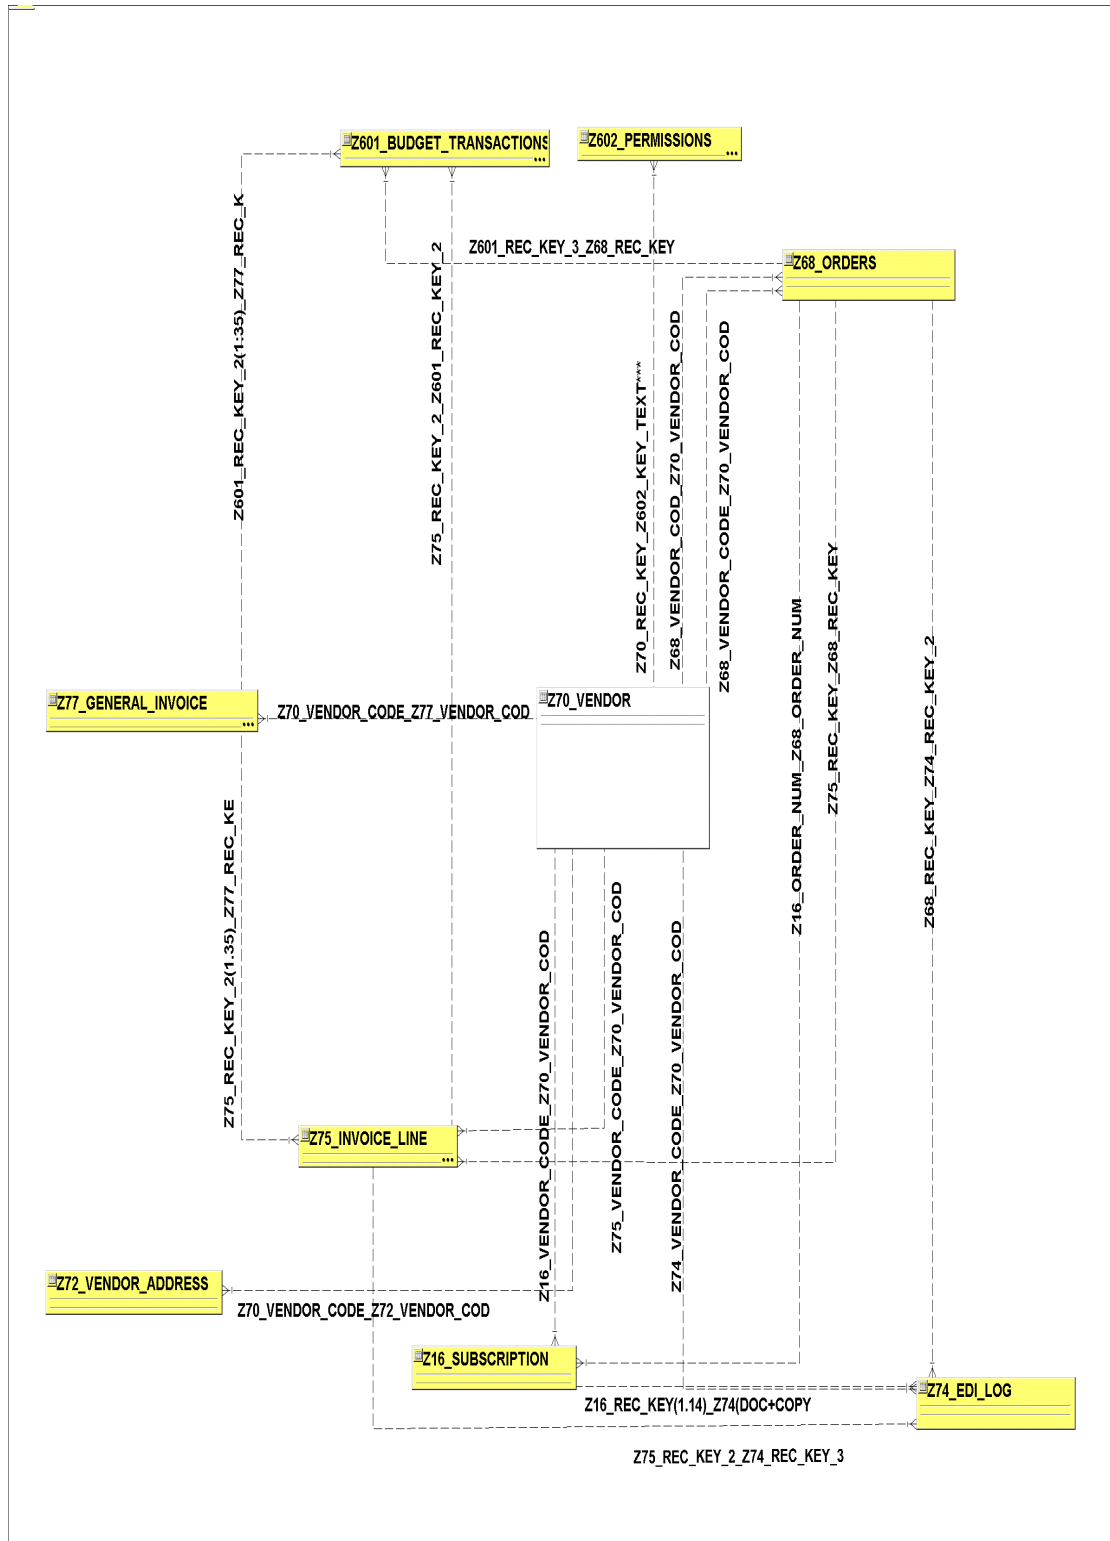 Z601_BUDGET_TRANSACTIONS
...
Z602_PERMISSIONS
...
Z601_REC_KEY_3_Z68_REC_KEY
Z68_ORDERS
Z601_REC_KEY_2(1:35)_Z77_REC_K
Z75_REC_KEY_2_Z601_REC_KEY_2
Z70_REC_KEY_Z602_KEY_TEXT***
Z68_VENDOR_COD_Z70_VENDOR_COD
Z68_VENDOR_CODE_Z70_VENDOR_COD
Z16_ORDER_NUM_Z68_ORDER_NUM
Z75_REC_KEY_Z68_REC_KEY
Z68_REC_KEY_Z74_REC_KEY_2
Z77_GENERAL_INVOICE
...
Z70_VENDOR_CODE_Z77_VENDOR_COD
Z70_VENDOR
Z75_REC_KEY_2(1.35)_Z77_REC_KE
Z16_VENDOR_CODE_Z70_VENDOR_COD
Z75_VENDOR_CODE_Z70_VENDOR_COD
Z74_VENDOR_CODE_Z70_VENDOR_COD
Z75_INVOICE_LINE
...
Z72_VENDOR_ADDRESS
Z70_VENDOR_CODE_Z72_VENDOR_COD
Z16_SUBSCRIPTION
Z74_EDI_LOG
Z16_REC_KEY(1.14)_Z74(DOC+COPY
Z75_REC_KEY_2_Z74_REC_KEY_3